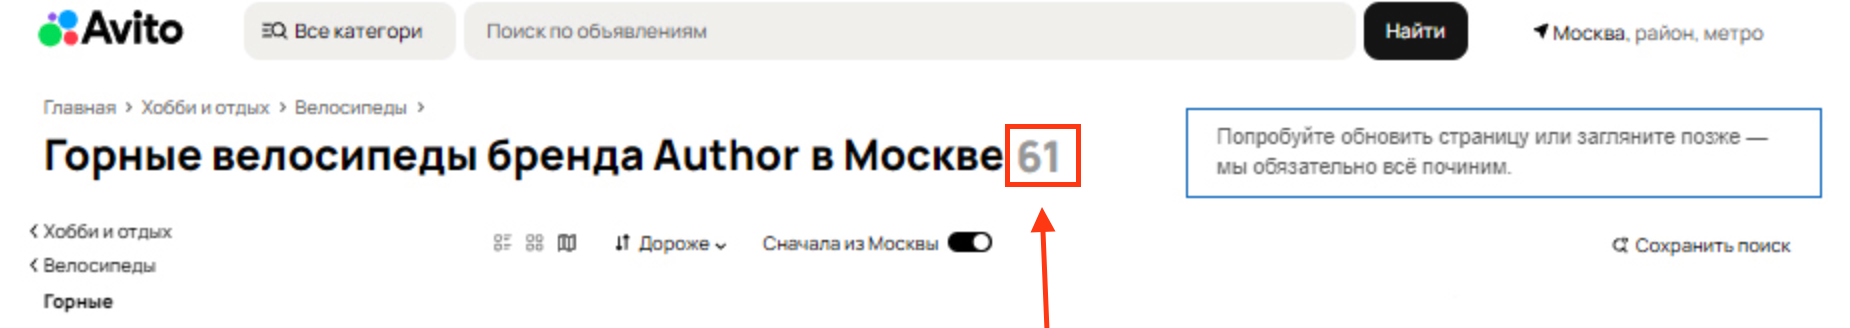 Avito
Все категори
Поиск по объявлениям
Найти
Москва, район, метро
Главная > Хобби и отдых > Велосипеды >
Горные велосипеды бренда Author в Москве 61
Попробуйте обновить страницу или загляните позже —
мы обязательно всё починим.
< Хобби и отдых
Дороже
Сначала из Москвы
Сохранить поиск
< Велосипеды
Горные